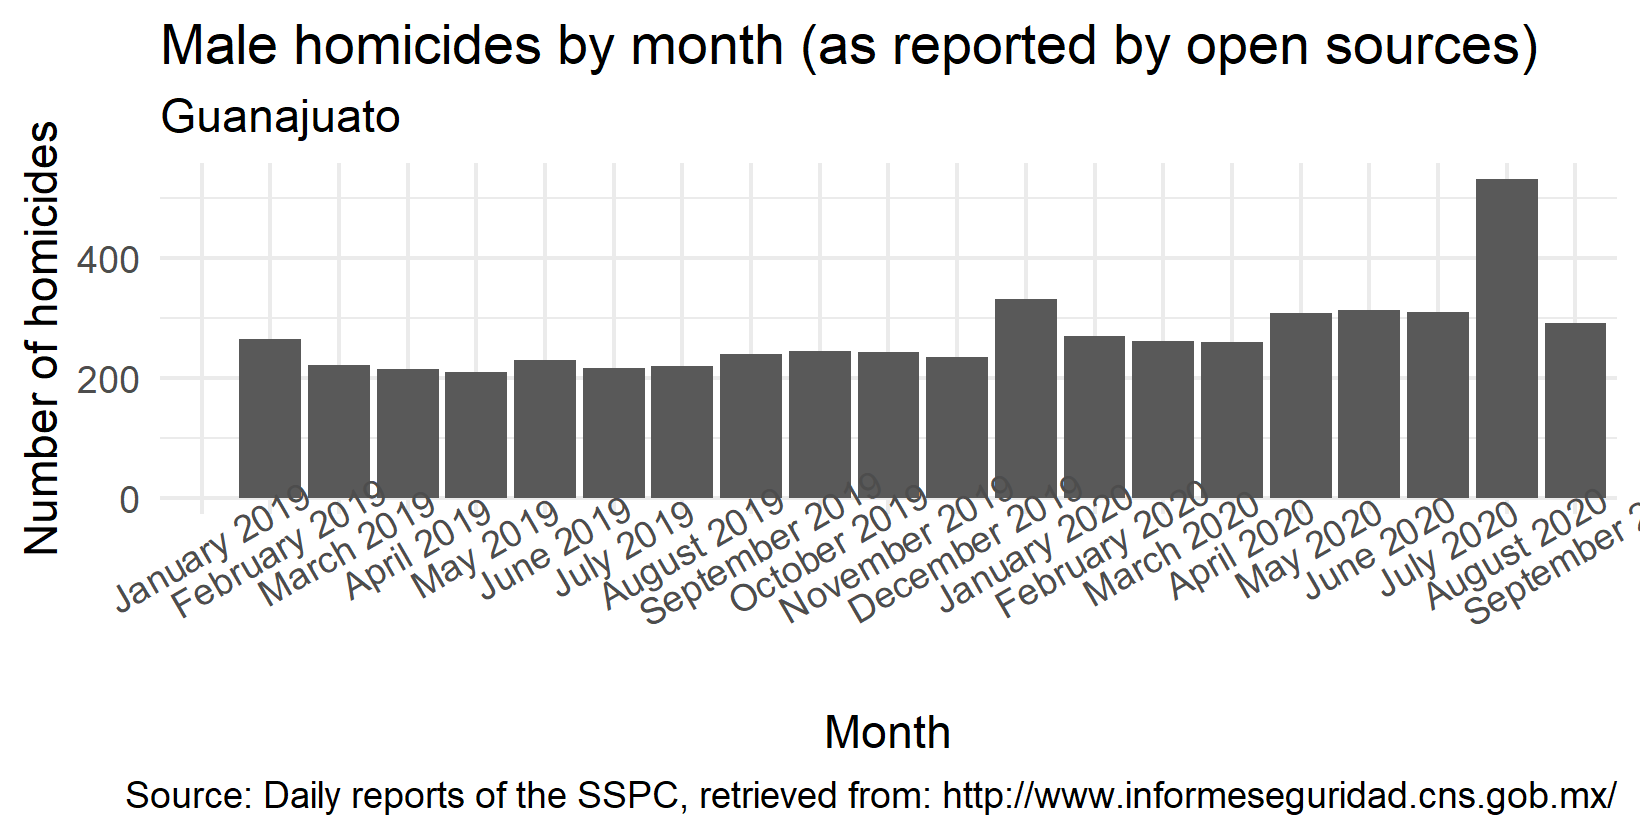 Male homicides by month (as reported by open sources)
Guanajuato
Number of homicides
400
200
0
January 2019
February 2019
March 2019
April 2019
May 2019
June 2019
July 2019
August 2019
September 2019
October 2019
November 2019
December 2019
January 2020
February 2020
March 2020
April 2020
May 2020
June 2020
July 2020
August 2020
September 2
Month
Source: Daily reports of the SSPC, retrieved from: http://www.informeseguridad.cns.gob.mx/